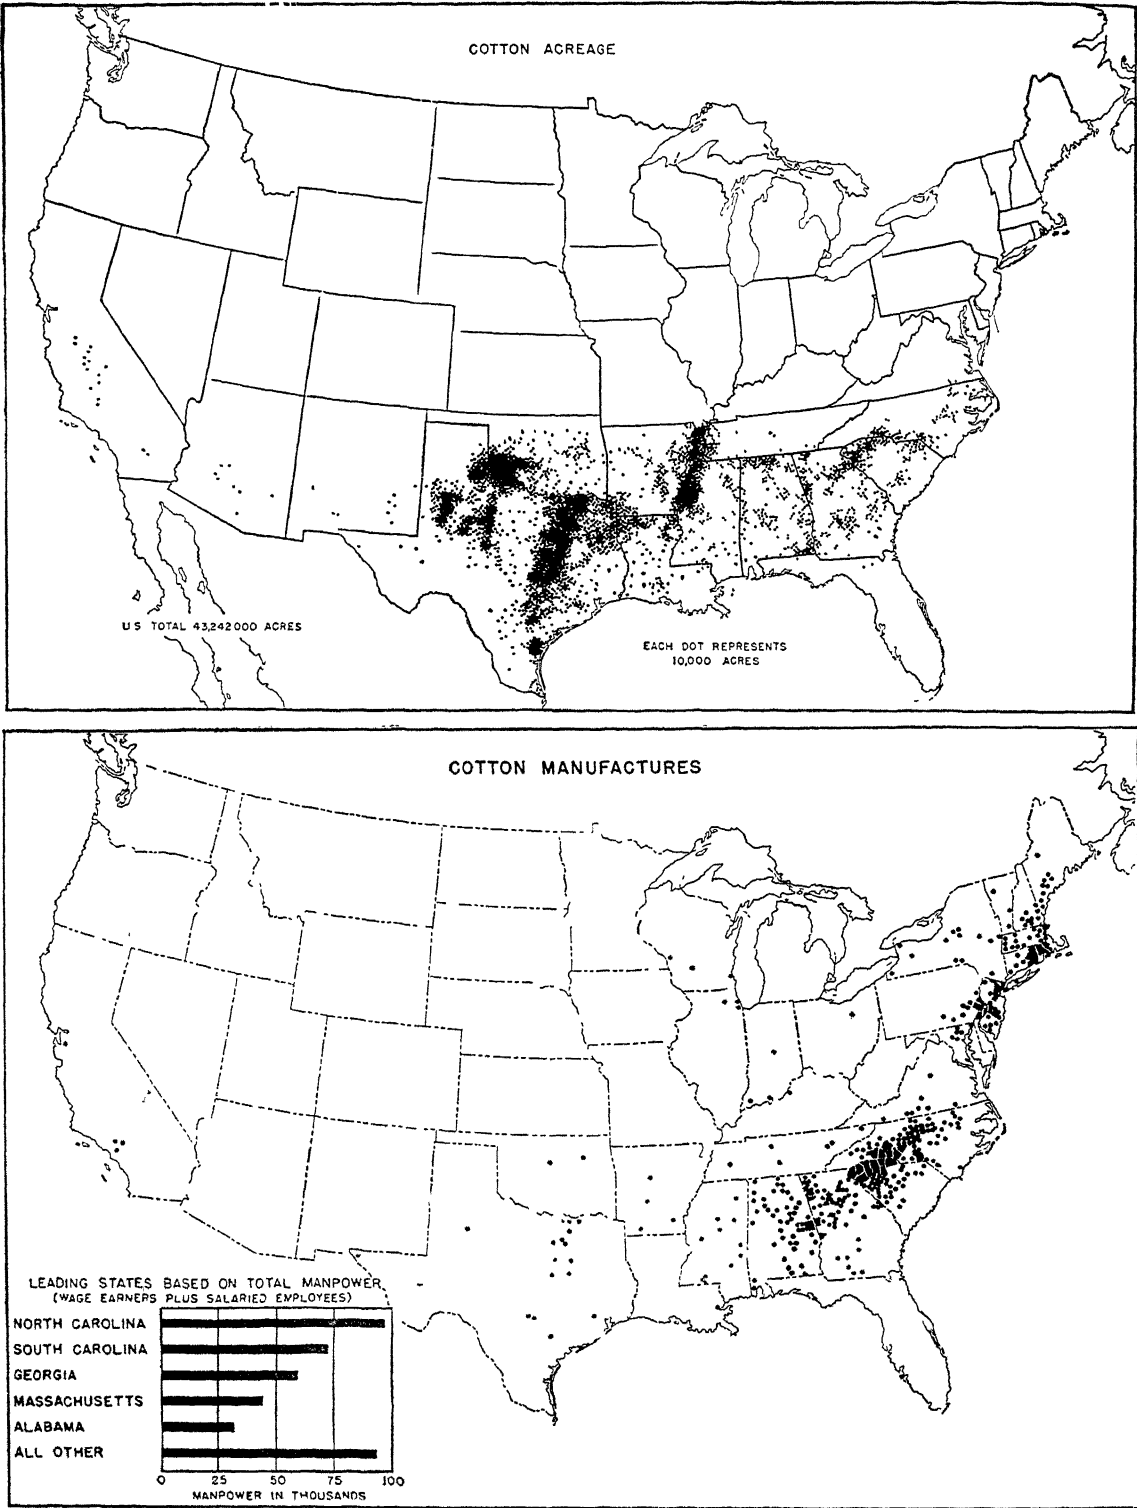 COTTON ACREAGE
U S TOTAL 43,242000 ACRES
EACH DOT REPRESENTS
10,000 ACRES
COTTON MANUFACTURES
LEADING STATES BASED ON TOTAL MANPOWER
(WAGE EARNERS PLUS SALARIED EMPLOYEES)
NORTH CAROLINA
SOUTH CAROLINA
GEORGIA
MASSACHUSETTS
ALABAMA
ALL OTHER
0 25 50 75 100
MANPOWER IN THOUSANDS